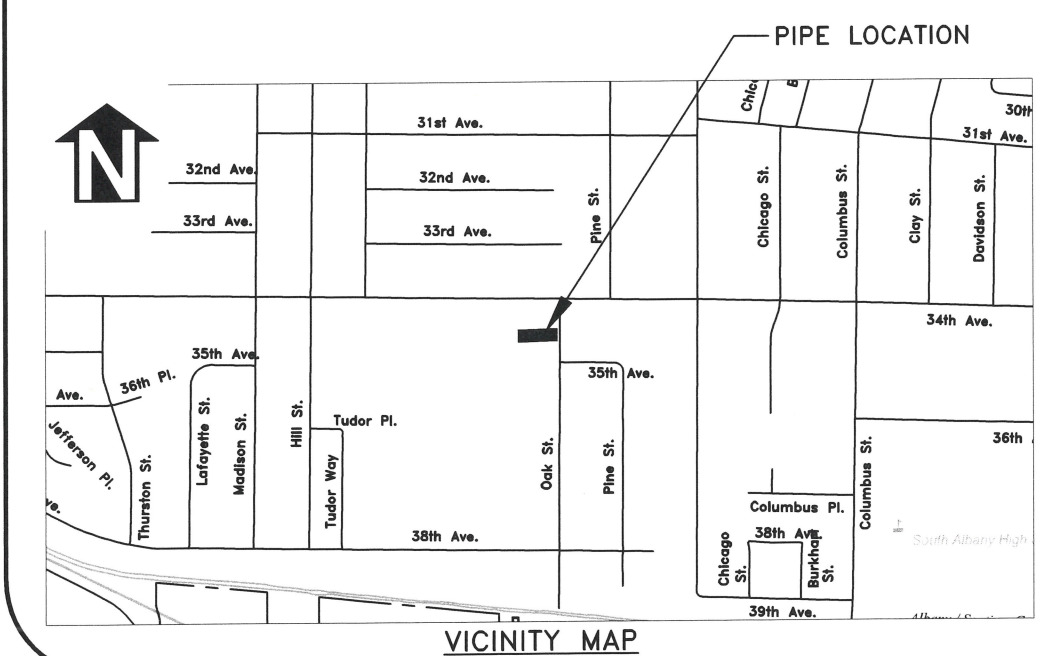 PIPE LOCATION
N
30th
31st Ave.
31st Ave.
32nd Ave.
32nd Ave.
33rd Ave.
33rd Ave.
Pine St.
Chicago St.
Columbus St.
Clay St.
Davidson St.
34th Ave.
35th Ave.
35th Ave.
36th Pl.
Ave.
Jefferson Pl.
Thurston St.
Lafayette St.
Madison St.
Hill St.
Tudor Pl.
Tudor Way
Oak St.
Pine St.
36th
Columbus St.
Columbus Pl.
38th Ave.
38th Ave.
Chicago
St.
St.
39th Ave.
ve.
South Albany High
VICINITY MAP